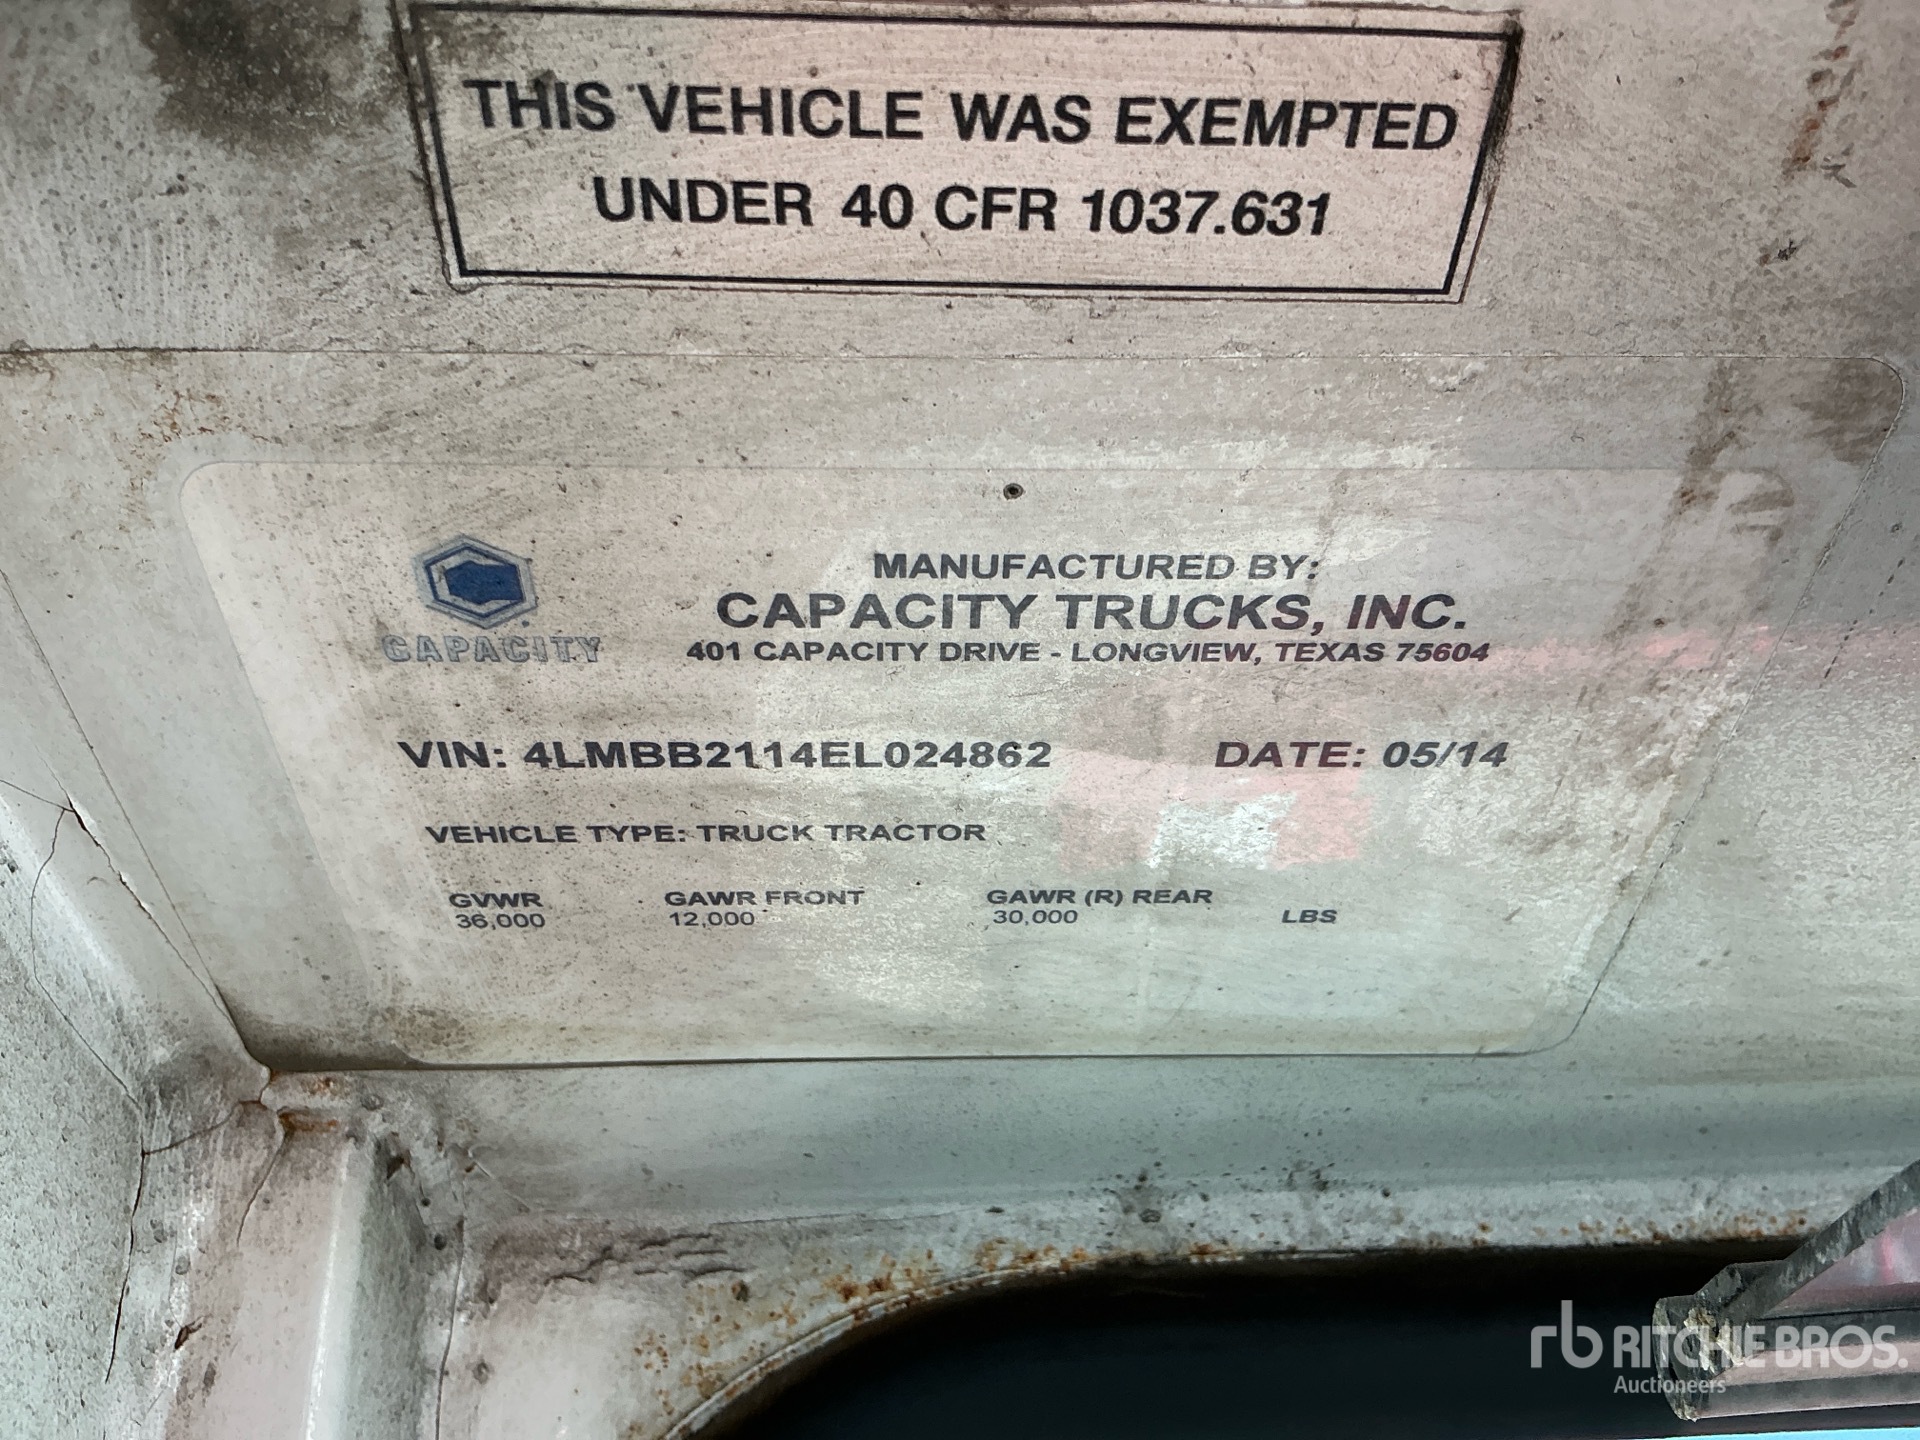 THIS VEHICLE WAS EXEMPTED
UNDER 40 CFR 1037.631
CAPACITY
MANUFACTURED BY:
CAPACITY TRUCKS, INC.
401 CAPACITY DRIVE - LONGVIEW, TEXAS 75604
VIN: 4LMBB2114EL024862 DATE: 05/14
VEHICLE TYPE: TRUCK TRACTOR
GVWR GAWR FRONT GAWR (R) REAR
36,000 12,000 30,000 LBS
rb RITCHIE BROS.
Auctioneers